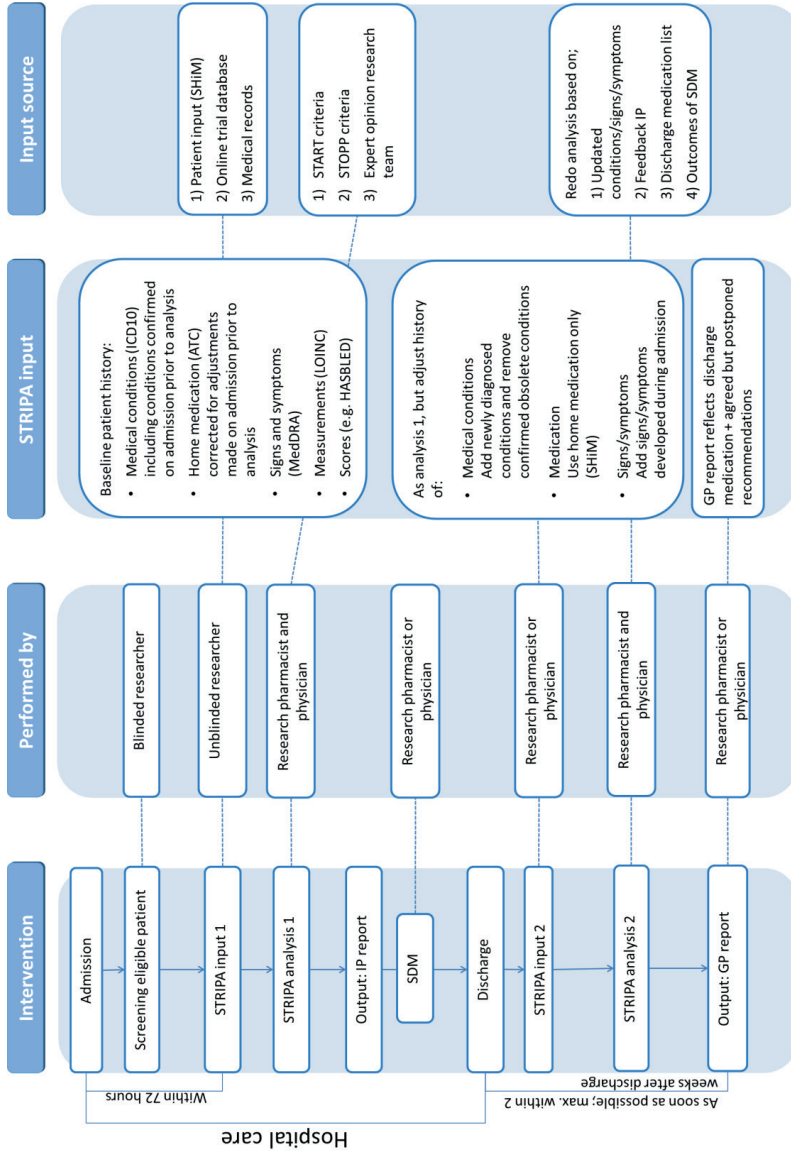 Intervention
Performed by
STRIPA input
Input source
Hospital care
Within 72 hours
As soon as possible; max. within 2
weeks after discharge
Admission
Screening eligible patient
STRIPA input 1
STRIPA analysis 1
Output: IP report
SDM
Discharge
STRIPA input 2
STRIPA analysis 2
Output: GP report
Blinded researcher
Unblinded researcher
Research pharmacist and
physician
Research pharmacist or
physician
Research pharmacist or
physician
Research pharmacist and
physician
Research pharmacist or
physician
Baseline patient history:
• Medical conditions (ICD10)
including conditions confirmed
on admission prior to analysis
• Home medication (ATC)
corrected for adjustments
made on admission prior to
analysis
• Signs and symptoms
(MedDRA)
• Measurements (LOINC)
• Scores (e.g. HASBLED)
As analysis 1, but adjust history
of:
• Medical conditions
Add newly diagnosed
conditions and remove
confirmed obsolete conditions
• Medication
Use home medication only
(SHiM)
• Signs/symptoms
Add signs/symptoms
developed during admission
GP report reflects discharge
medication + agreed but postponed
recommendations
1) Patient input (SHiM)
2) Online trial database
3) Medical records
1) START criteria
2) STOPP criteria
3) Expert opinion research
team
Redo analysis based on;
1) Updated
conditions/signs/symptoms
2) Feedback IP
3) Discharge medication list
4) Outcomes of SDM